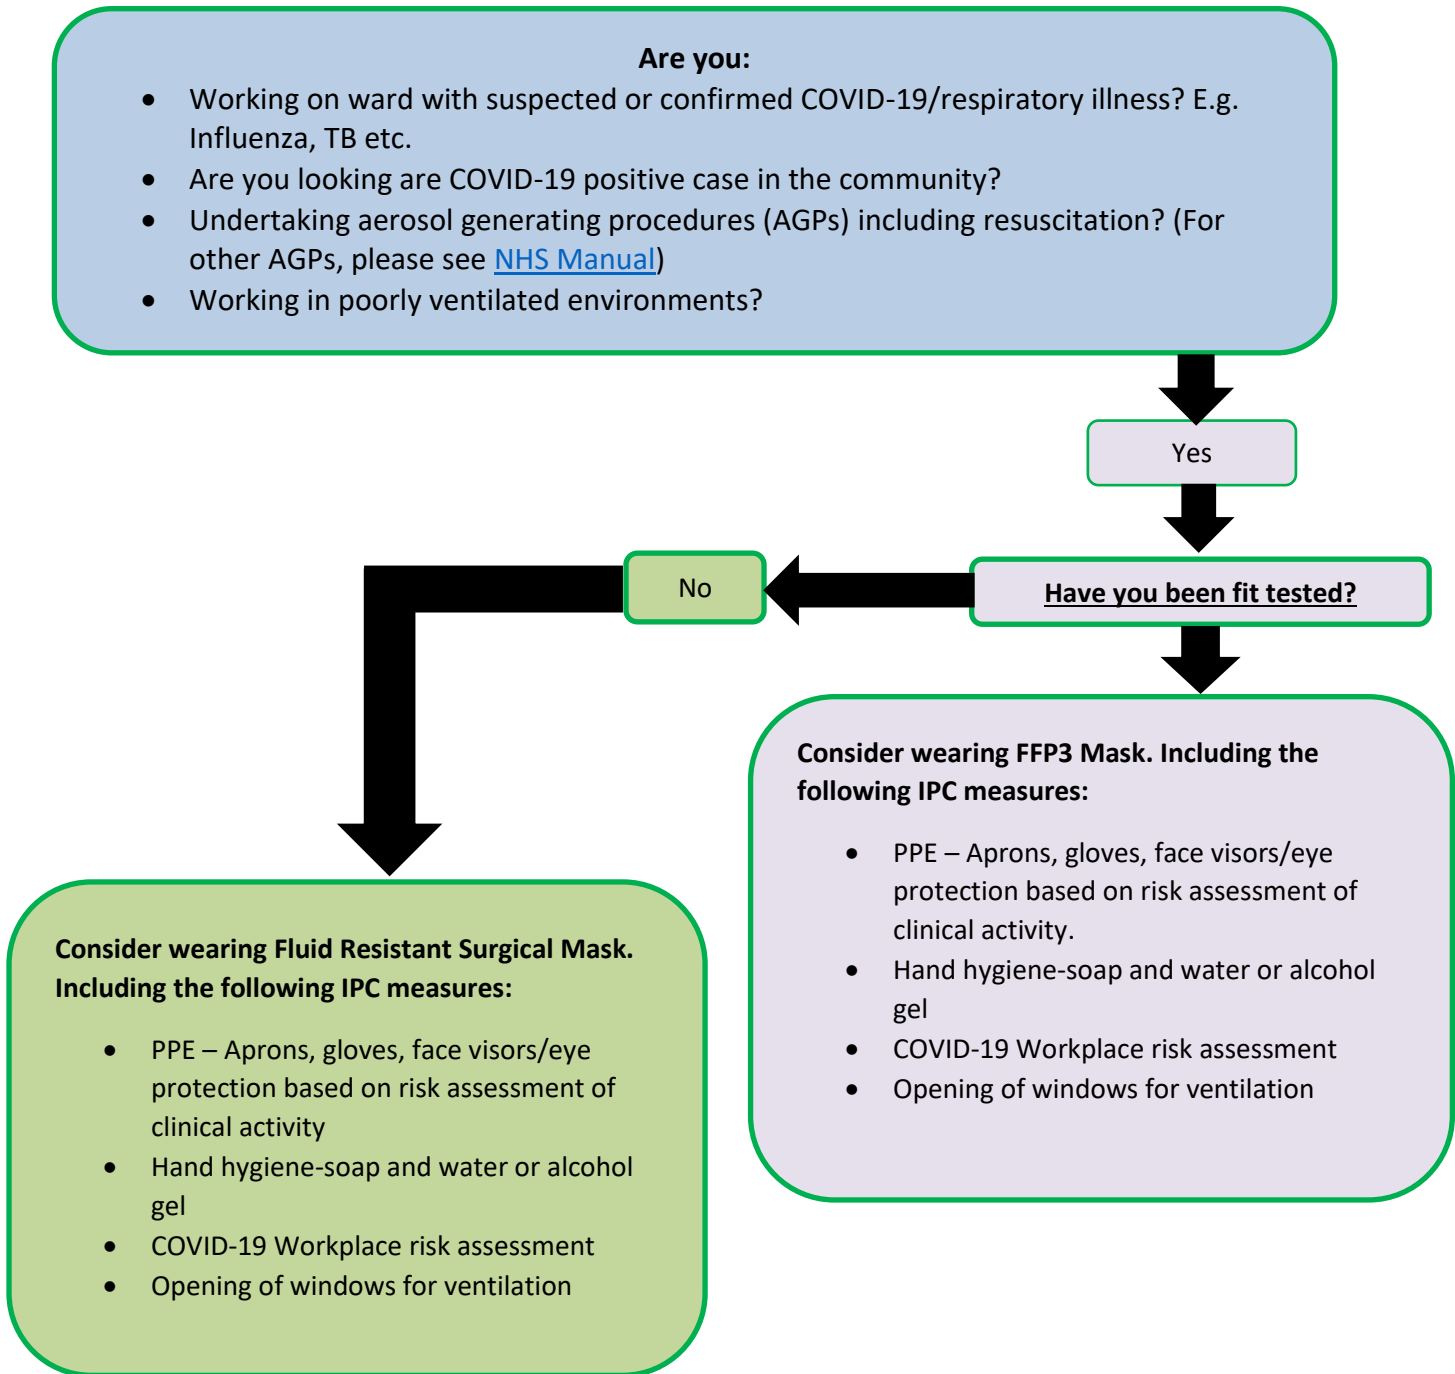 Are you:
• Working on ward with suspected or confirmed COVID-19/respiratory illness? E.g.
Influenza, TB etc.
• Are you looking are COVID-19 positive case in the community?
• Undertaking aerosol generating procedures (AGPs) including resuscitation? (For
other AGPs, please see NHS Manual)
• Working in poorly ventilated environments?
Yes
Have you been fit tested?
No
Consider wearing FFP3 Mask. Including the
following IPC measures:
• PPE – Aprons, gloves, face visors/eye
protection based on risk assessment of
clinical activity.
• Hand hygiene-soap and water or alcohol
gel
• COVID-19 Workplace risk assessment
• Opening of windows for ventilation
Consider wearing Fluid Resistant Surgical Mask.
Including the following IPC measures:
• PPE – Aprons, gloves, face visors/eye
protection based on risk assessment of
clinical activity
• Hand hygiene-soap and water or alcohol
gel
• COVID-19 Workplace risk assessment
• Opening of windows for ventilation